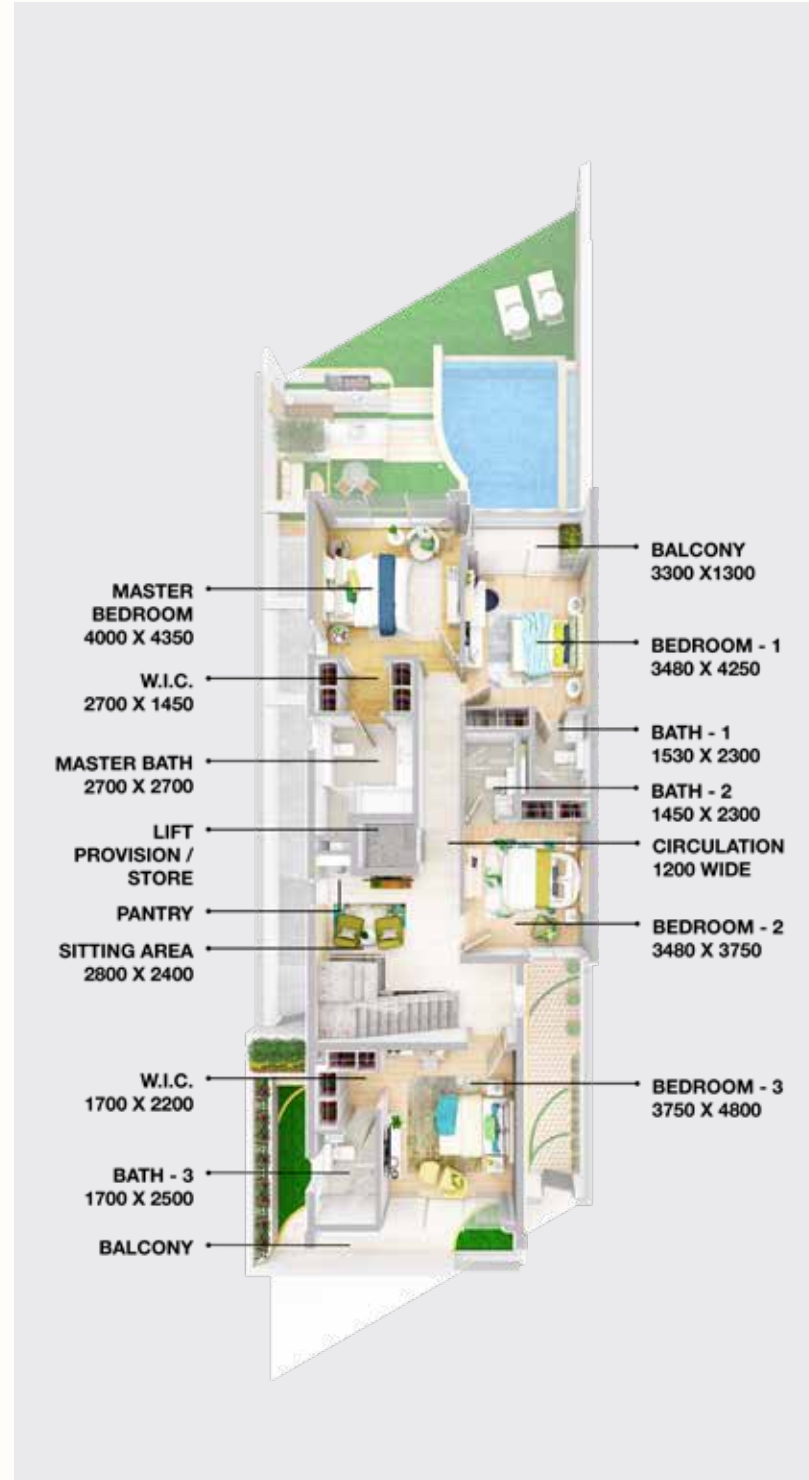 MASTER
BEDROOM
4000 X 4350
W.I.C.
2700 X 1450
MASTER BATH
2700 X 2700
LIFT
PROVISION /
STORE
PANTRY
SITTING AREA
2800 X 2400
W.I.C.
1700 X 2200
BATH - 3
1700 X 2500
BALCONY
BALCONY
3300 X1300
BEDROOM - 1
3480 X 4250
BATH - 1
1530 X 2300
BATH - 2
1450 X 2300
CIRCULATION
1200 WIDE
BEDROOM - 2
3480 X 3750
BEDROOM - 3
3750 X 4800